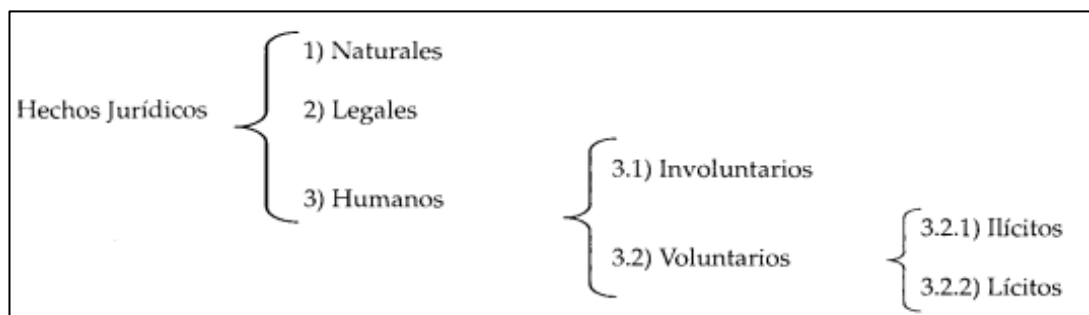 Hechos Jurídicos
1) Naturales
2) Legales
3) Humanos
3.1) Involuntarios
3.2) Voluntarios
3.2.1) Ilícitos
3.2.2) Lícitos